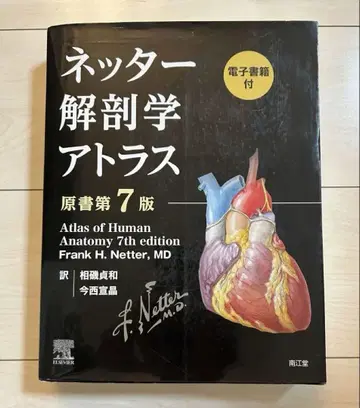 ネッター
解剖学
アトラス
電子書籍
付
原書第7版
Atlas of Human
Anatomy 7th edition
Frank H. Netter, MD
訳 相磯貞和
今西宣晶
F. Netter
M.D.
ELSEVIER
南江堂